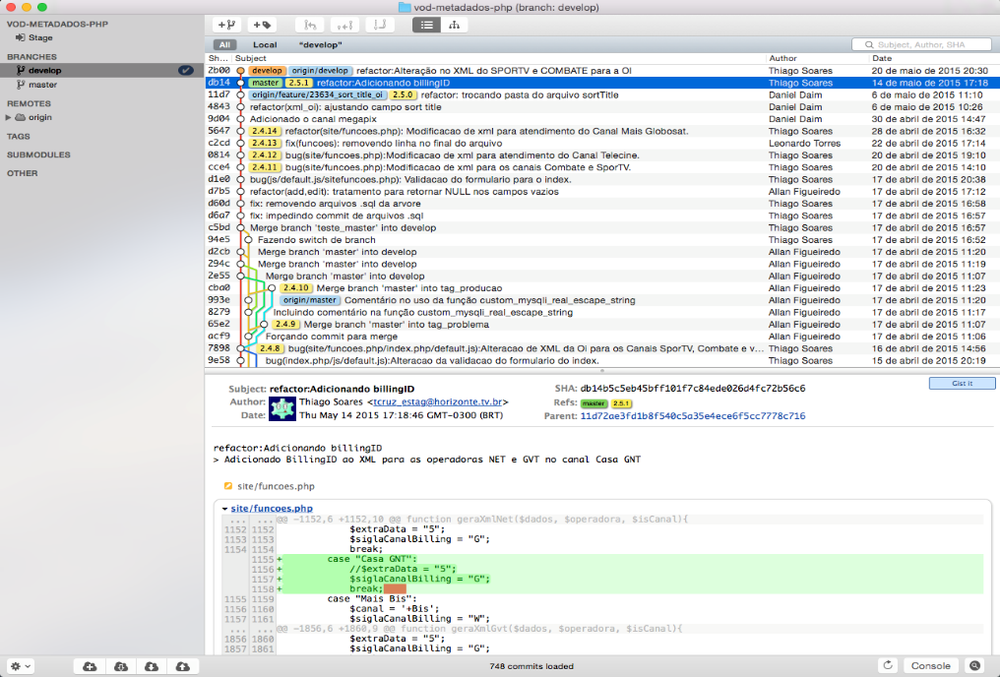 vod-metadados-php (branch: develop)
VOD-METADADOS-PHP
Stage
BRANCHES
develop
master
REMOTES
origin
TAGS
SUBMODULES
OTHER
All Local "develop" Subject, Author, SHA
Sh... Subject Author Date
2b00 develop origin/develop refactor:Alteração no XML do SPORTV e COMBATE para a OI Thiago Soares 20 de maio de 2015 20:30
db14 master 2.5.1 refactor:Adicionando billingID Thiago Soares 14 de maio de 2015 17:18
11d7 origin/feature/23634_sort_title_oi 2.5.0 refactor: trocando pasta do arquivo sortTitle Daniel Daim 6 de maio de 2015 11:10
4843 refactor(xml_oi): ajustando campo sort title Daniel Daim 6 de maio de 2015 10:26
9d04 Adicionado o canal megapix Daniel Daim 30 de abril de 2015 14:47
5647 2.4.14 refactor(site/funcoes.php): Modificacao de xml para atendimento do Canal Mais Globosat. Thiago Soares 28 de abril de 2015 16:32
c2cd 2.4.13 fix(funcoes): removendo linha no final do arquivo Leonardo Torres 22 de abril de 2015 17:14
0814 2.4.12 bug(site/funcoes.php):Modificacao de xml para atendimento do Canal Telecine. Thiago Soares 20 de abril de 2015 19:10
cce4 2.4.11 bug(site/funcoes.php):Modificacao de xml para os canais Combate e SporTV. Thiago Soares 20 de abril de 2015 14:10
d1e0 bug(js/default.js/sitefuncoes.php): Validacao do formulario para o index. Thiago Soares 17 de abril de 2015 20:38
d7b5 refactor(add,edit): tratamento para retornar NULL nos campos vazios Allan Figueiredo 17 de abril de 2015 17:12
d60d fix: removendo arquivos .sql da arvore Thiago Soares 17 de abril de 2015 16:58
d6a7 fix: impedindo commit de arquivos .sql Thiago Soares 17 de abril de 2015 16:57
c5bd Merge branch 'teste_master' into develop Thiago Soares 17 de abril de 2015 16:57
94e5 Fazendo switch de branch Thiago Soares 17 de abril de 2015 16:52
d2cb Merge branch 'master' into develop Allan Figueiredo 17 de abril de 2015 11:20
294c Merge branch 'master' into develop Allan Figueiredo 17 de abril de 2015 11:19
2e55 Merge branch 'master' into develop Allan Figueiredo 17 de abril de 2015 11:07
cba0 2.4.10 Merge branch 'master' into tag_producao Allan Figueiredo 17 de abril de 2015 11:23
993e origin/master Comentário no uso da função custom_mysqli_real_escape_string Allan Figueiredo 17 de abril de 2015 11:20
8279 Incluindo comentário na função custom_mysqli_real_escape_string Allan Figueiredo 17 de abril de 2015 11:17
65e2 2.4.9 Merge branch 'master' into tag_problema Allan Figueiredo 17 de abril de 2015 11:07
acf9 Forçando commit para merge Allan Figueiredo 17 de abril de 2015 11:06
7898 2.4.8 bug(site/funcoes.php/index.php/default.js):Alteracao de XML da Oi para os Canais SporTV, Combate e v... Thiago Soares 16 de abril de 2015 14:56
9e58 bug(index.php/js/default.js):Alteracao da validacao do formulario do index. Thiago Soares 15 de abril de 2015 20:19
Subject: refactor:Adicionando billingID SHA: db14b5c5eb45bff101f7c84ede026d4fc72b56c6 Gist it
Author: Thiago Soares <tcruz_estag@horizonte.tv.br> Refs: master 2.5.1
Date: Thu May 14 2015 17:18:46 GMT-0300 (BRT) Parent: 11d72ae3fd1b8f540c5a35e4ece6f5cc7778c716
refactor:Adicionando billingID
> Adicionado BillingID ao XML para as operadoras NET e GVT no canal Casa GNT
site/funcoes.php
site/funcoes.php
... ... @@ -1152,6 +1152,10 @@ function geraXmlNet($dados, $operadora, $isCanal){
1152 1152 $extraData = "5";
1153 1153 $siglaCanalBilling = "G";
1154 1154 break;
1155 + case "Casa GNT":
1156 + //$extraData = "5";
1157 + $siglaCanalBilling = "G";
1158 + break;
1155 1159 case "Mais Bis":
1156 1160 $canal = '+Bis';
1157 1161 $siglaCanalBilling = "W";
... ... @@ -1856,6 +1860,9 @@ function geraXmlGvt($dados, $operadora, $isCanal){
1856 1860 $extraData = "5";
1857 1861 $siglaCanalBilling = "G";
748 commits loaded
Console